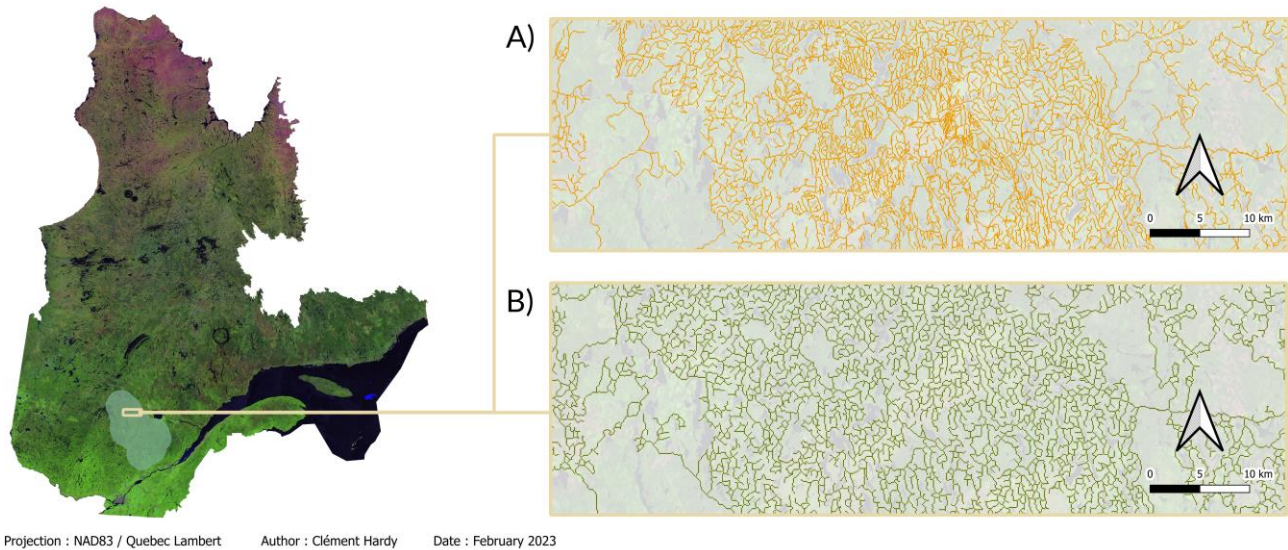 A)
0 5 10 km
B)
0 5 10 km
Projection : NAD83 / Quebec Lambert Author : Clément Hardy Date : February 2023